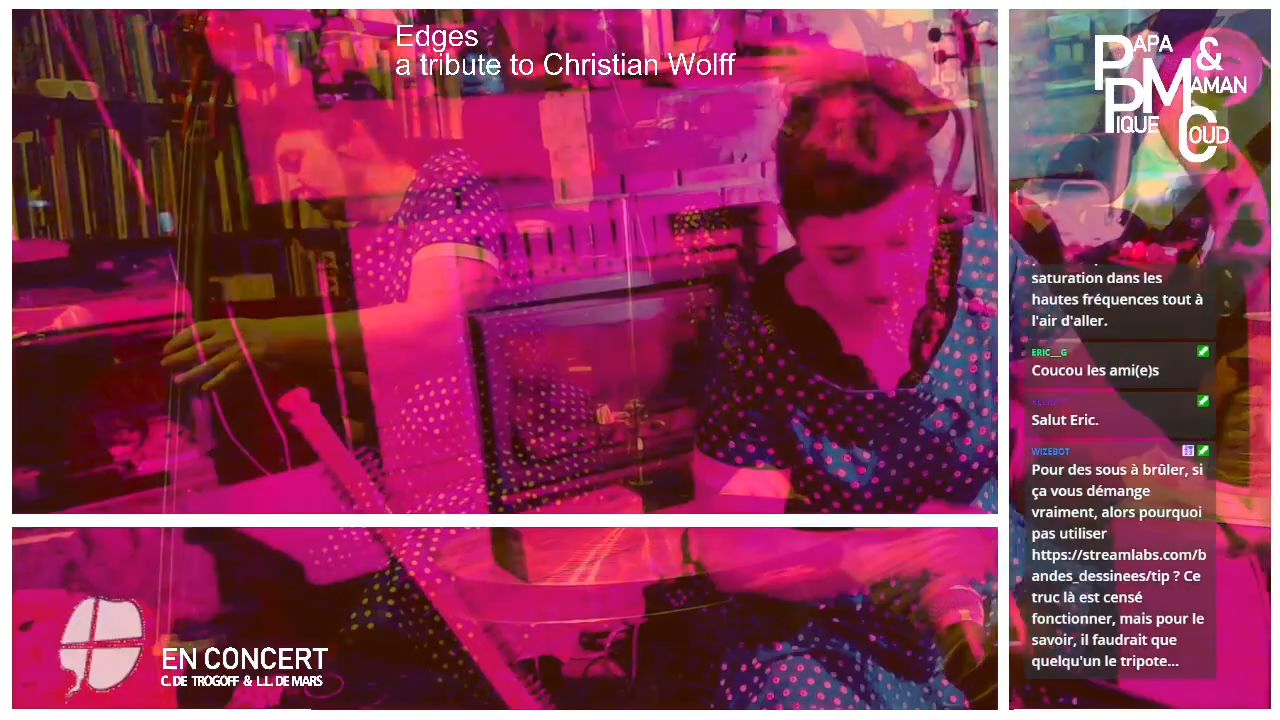 Edges
a tribute to Christian Wolff
PAPA &
MAMAN
PIQUE
COUD
saturation dans les
hautes fréquences tout à
l'air d'aller.
ERIC__G
Coucou les ami(e)s
Salut Eric.
WIZEBOT
Pour des sous à brûler, si
ça vous démange
vraiment, alors pourquoi
pas utiliser
https://streamlabs.com/b
andes_dessinees/tip ? Ce
truc là est censé
fonctionner, mais pour le
savoir, il faudrait que
quelqu'un le tripote...
EN CONCERT
C. DE TROGOFF & L.L. DE MARS